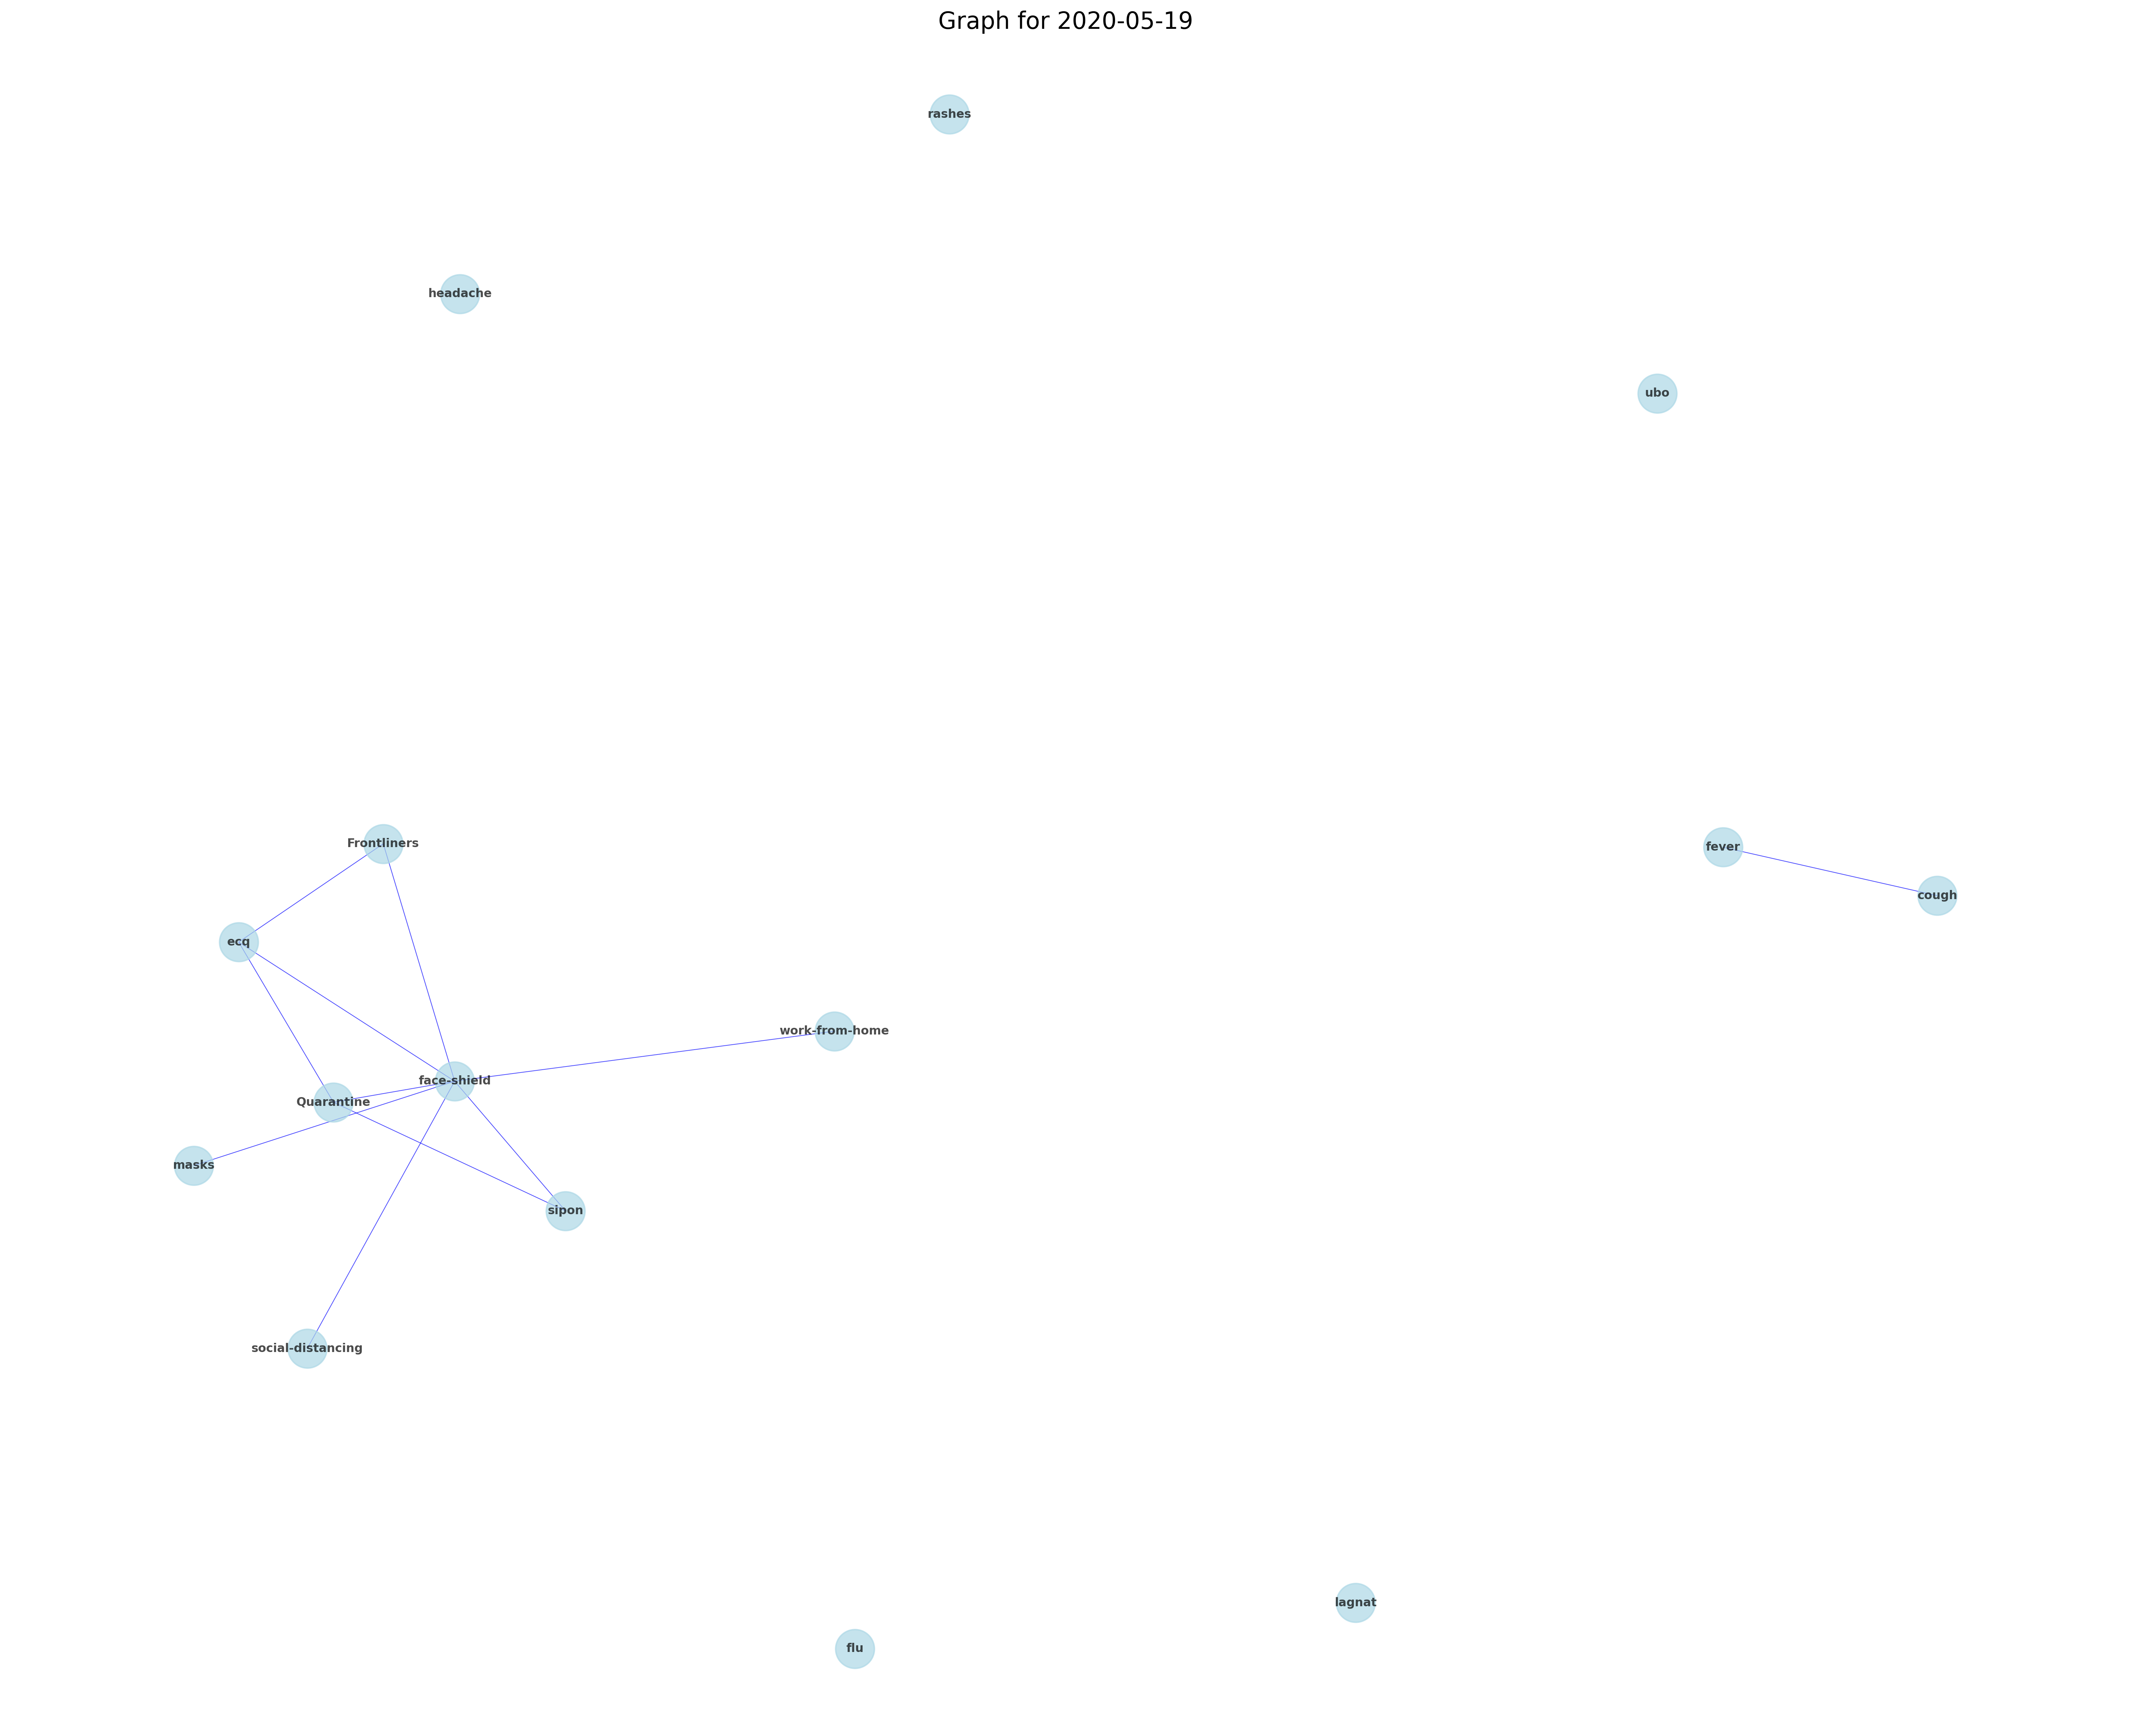 Graph for 2020-05-19
rashes
headache
ubo
Frontliners
fever
cough
ecq
work-from-home
face-shield
Quarantine
masks
sipon
social-distancing
lagnat
flu